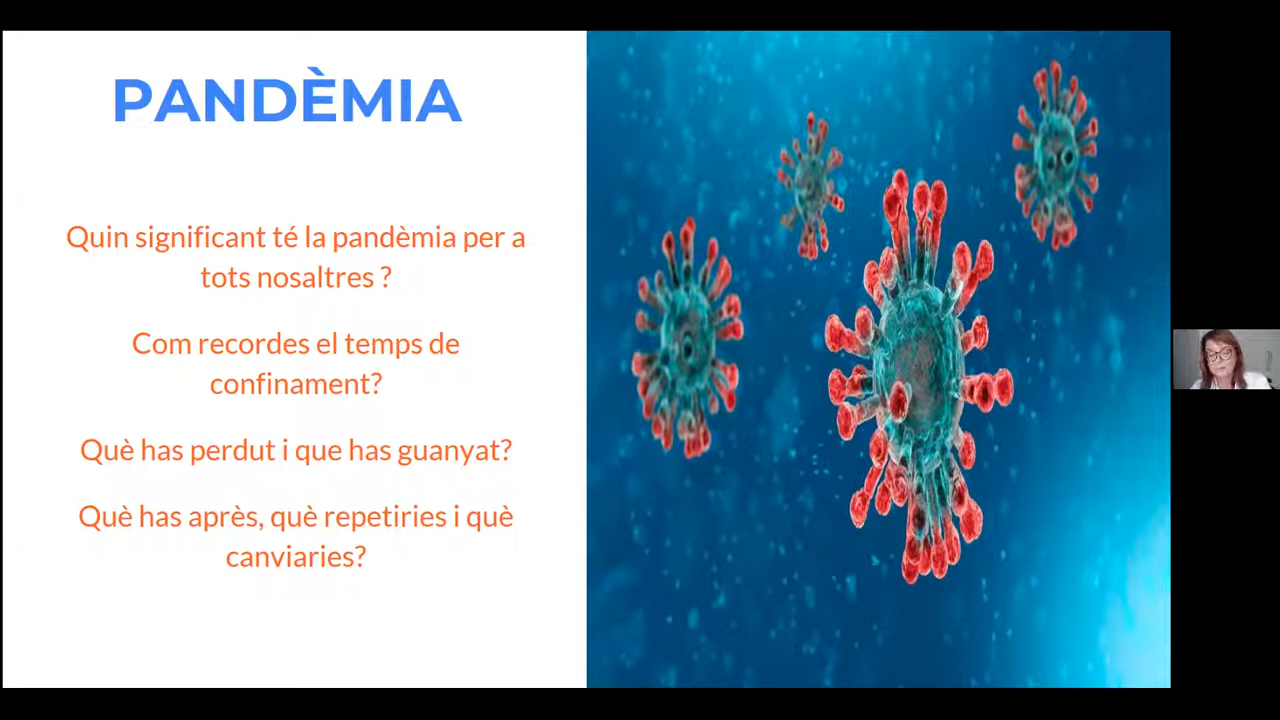 PANDÈMIA
Quin significant té la pandèmia per a
tots nosaltres ?
Com recordes el temps de
confinament?
Què has perdut i que has guanyat?
Què has après, què repetiries i què
canviaries?